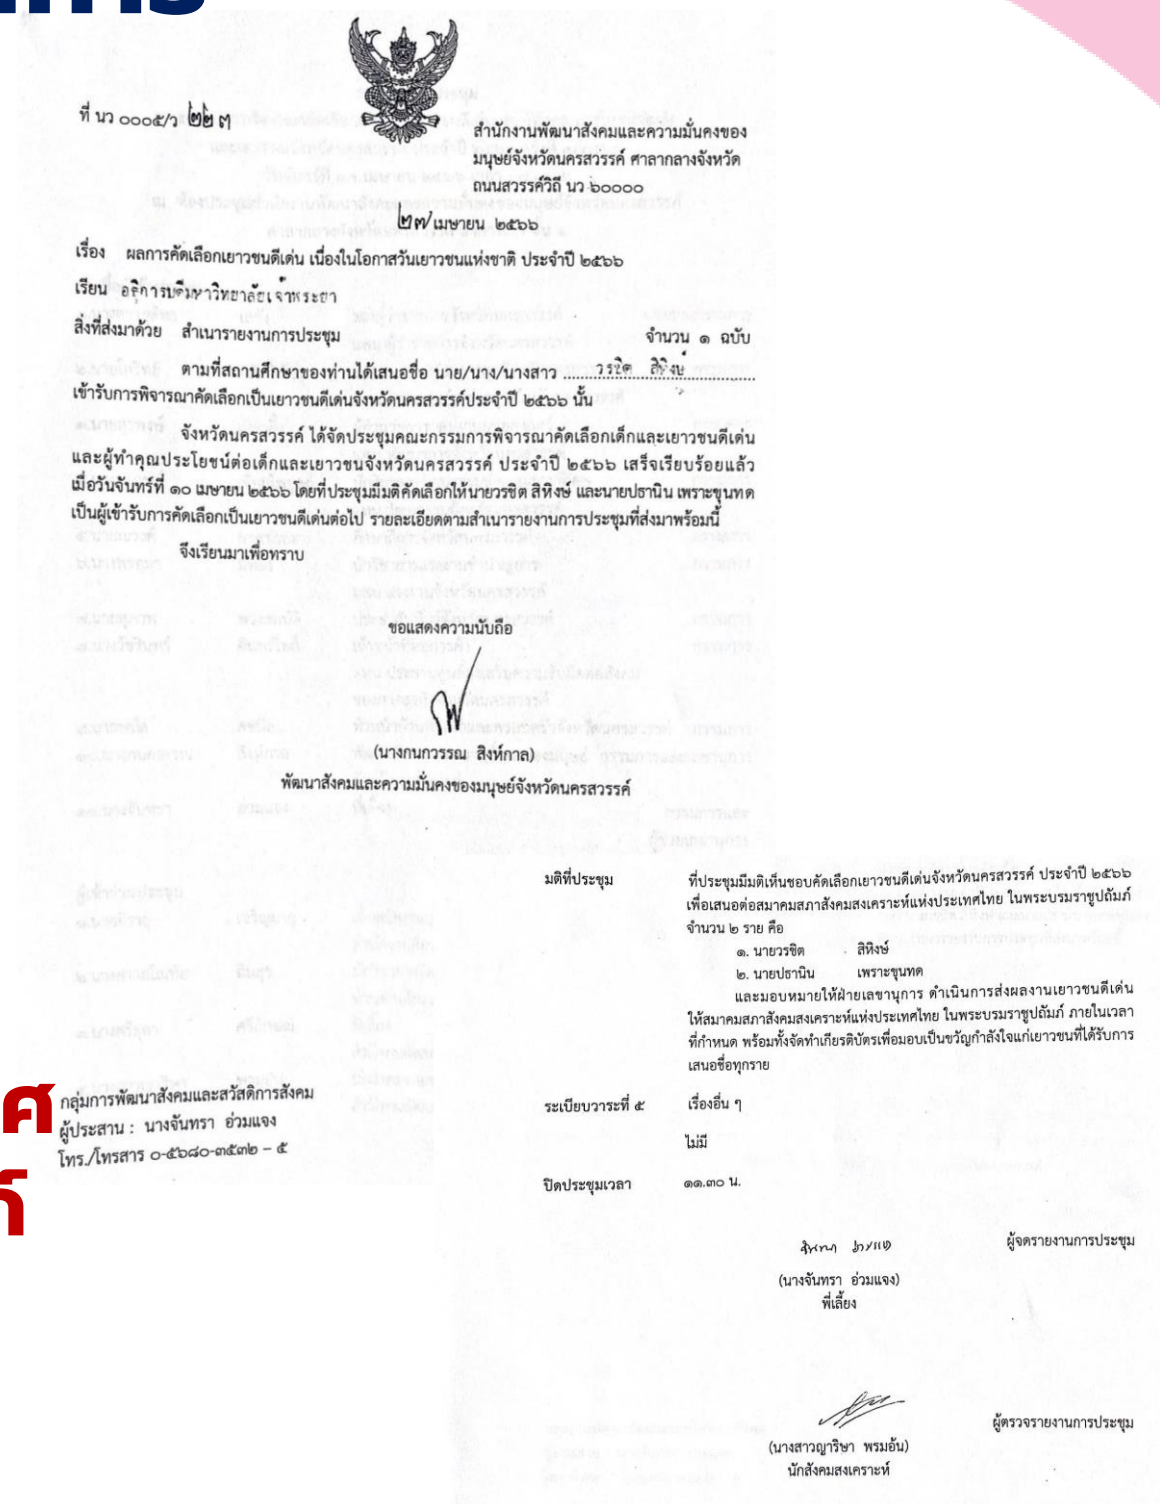 ที่ นว ๐๐๐๕/ว ๒๒๓
สำนักงานพัฒนาสังคมและความมั่นคงของ
มนุษย์จังหวัดนครสวรรค์ ศาลากลางจังหวัด
ถนนสวรรค์วิถี นว ๖๐๐๐๐
๒๗ เมษายน ๒๕๖๖
เรื่อง ผลการคัดเลือกเยาวชนดีเด่น เนื่องในโอกาสวันเยาวชนแห่งชาติ ประจำปี ๒๕๖๖
เรียน อธิการบดีมหาวิทยาลัยเจ้าพระยา
สิ่งที่ส่งมาด้วย สำเนารายงานการประชุม จำนวน ๑ ฉบับ
ตามที่สถานศึกษาของท่านได้เสนอชื่อ นาย/นาง/นางสาว ........วรชิต สิหิงษ์................
เข้ารับการพิจารณาคัดเลือกเป็นเยาวชนดีเด่นจังหวัดนครสวรรค์ประจำปี ๒๕๖๖ นั้น
จังหวัดนครสวรรค์ ได้จัดประชุมคณะกรรมการพิจารณาคัดเลือกเด็กและเยาวชนดีเด่น
และผู้ทำคุณประโยชน์ต่อเด็กและเยาวชนจังหวัดนครสวรรค์ ประจำปี ๒๕๖๖ เสร็จเรียบร้อยแล้ว
เมื่อวันจันทร์ที่ ๑๐ เมษายน ๒๕๖๖ โดยที่ประชุมมีมติคัดเลือกให้นายวรชิต สิหิงษ์ และนายปธานิน เพราะขุนทด
เป็นผู้เข้ารับการคัดเลือกเป็นเยาวชนดีเด่นต่อไป รายละเอียดตามสำเนารายงานการประชุมที่ส่งมาพร้อมนี้
จึงเรียนมาเพื่อทราบ
ขอแสดงความนับถือ
(นางกนกวรรณ สิงห์กาล)
พัฒนาสังคมและความมั่นคงของมนุษย์จังหวัดนครสวรรค์
กลุ่มการพัฒนาสังคมและสวัสดิการสังคม
ผู้ประสาน : นางจันทรา อ่วมแจง
โทร./โทรสาร ๐-๕๖๘๐-๓๕๓๒ – ๕
มติที่ประชุม ที่ประชุมมีมติเห็นชอบคัดเลือกเยาวชนดีเด่นจังหวัดนครสวรรค์ ประจำปี ๒๕๖๖
เพื่อเสนอต่อสมาคมสภาสังคมสงเคราะห์แห่งประเทศไทย ในพระบรมราชูปถัมภ์
จำนวน ๒ ราย คือ
๑. นายวรชิต สิหิงษ์
๒. นายปธานิน เพราะขุนทด
และมอบหมายให้ฝ่ายเลขานุการ ดำเนินการส่งผลงานเยาวชนดีเด่น
ให้สมาคมสภาสังคมสงเคราะห์แห่งประเทศไทย ในพระบรมราชูปถัมภ์ ภายในเวลา
ที่กำหนด พร้อมทั้งจัดทำเกียรติบัตรเพื่อมอบเป็นขวัญกำลังใจแก่เยาวชนที่ได้รับการ
เสนอชื่อทุกราย
ระเบียบวาระที่ ๕ เรื่องอื่น ๆ
ไม่มี
ปิดประชุมเวลา ๑๑.๓๐ น.
ผู้จดรายงานการประชุม
(นางจันทรา อ่วมแจง)
พี่เลี้ยง
ผู้ตรวจรายงานการประชุม
(นางสาวญาริษา พรมอ้น)
นักสังคมสงเคราะห์